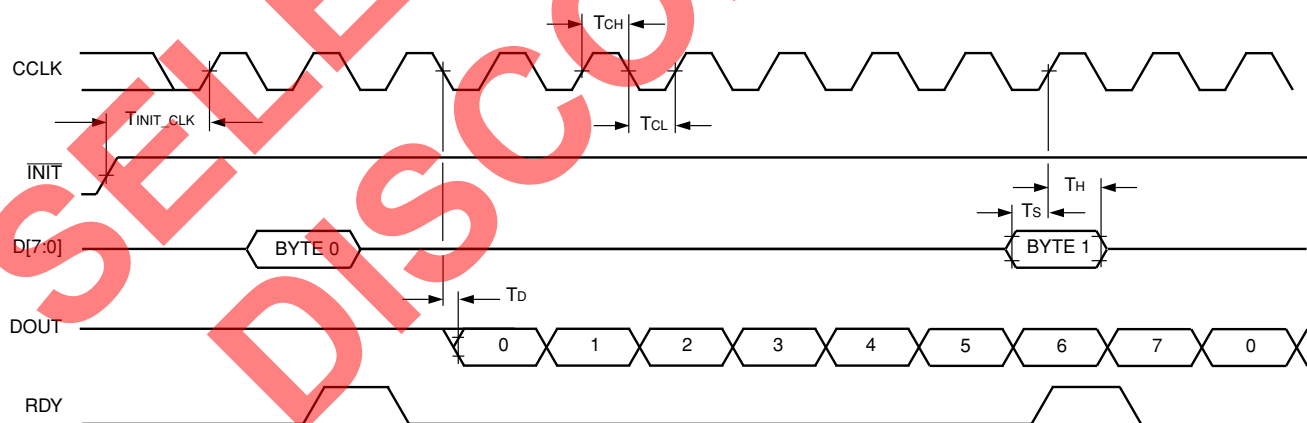 TCH
CCLK
TINIT_CLK
TCL
INIT
TH
TS
D[7:0] BYTE 0 BYTE 1
TD
DOUT 0 1 2 3 4 5 6 7 0
RDY
SELE
DISCO